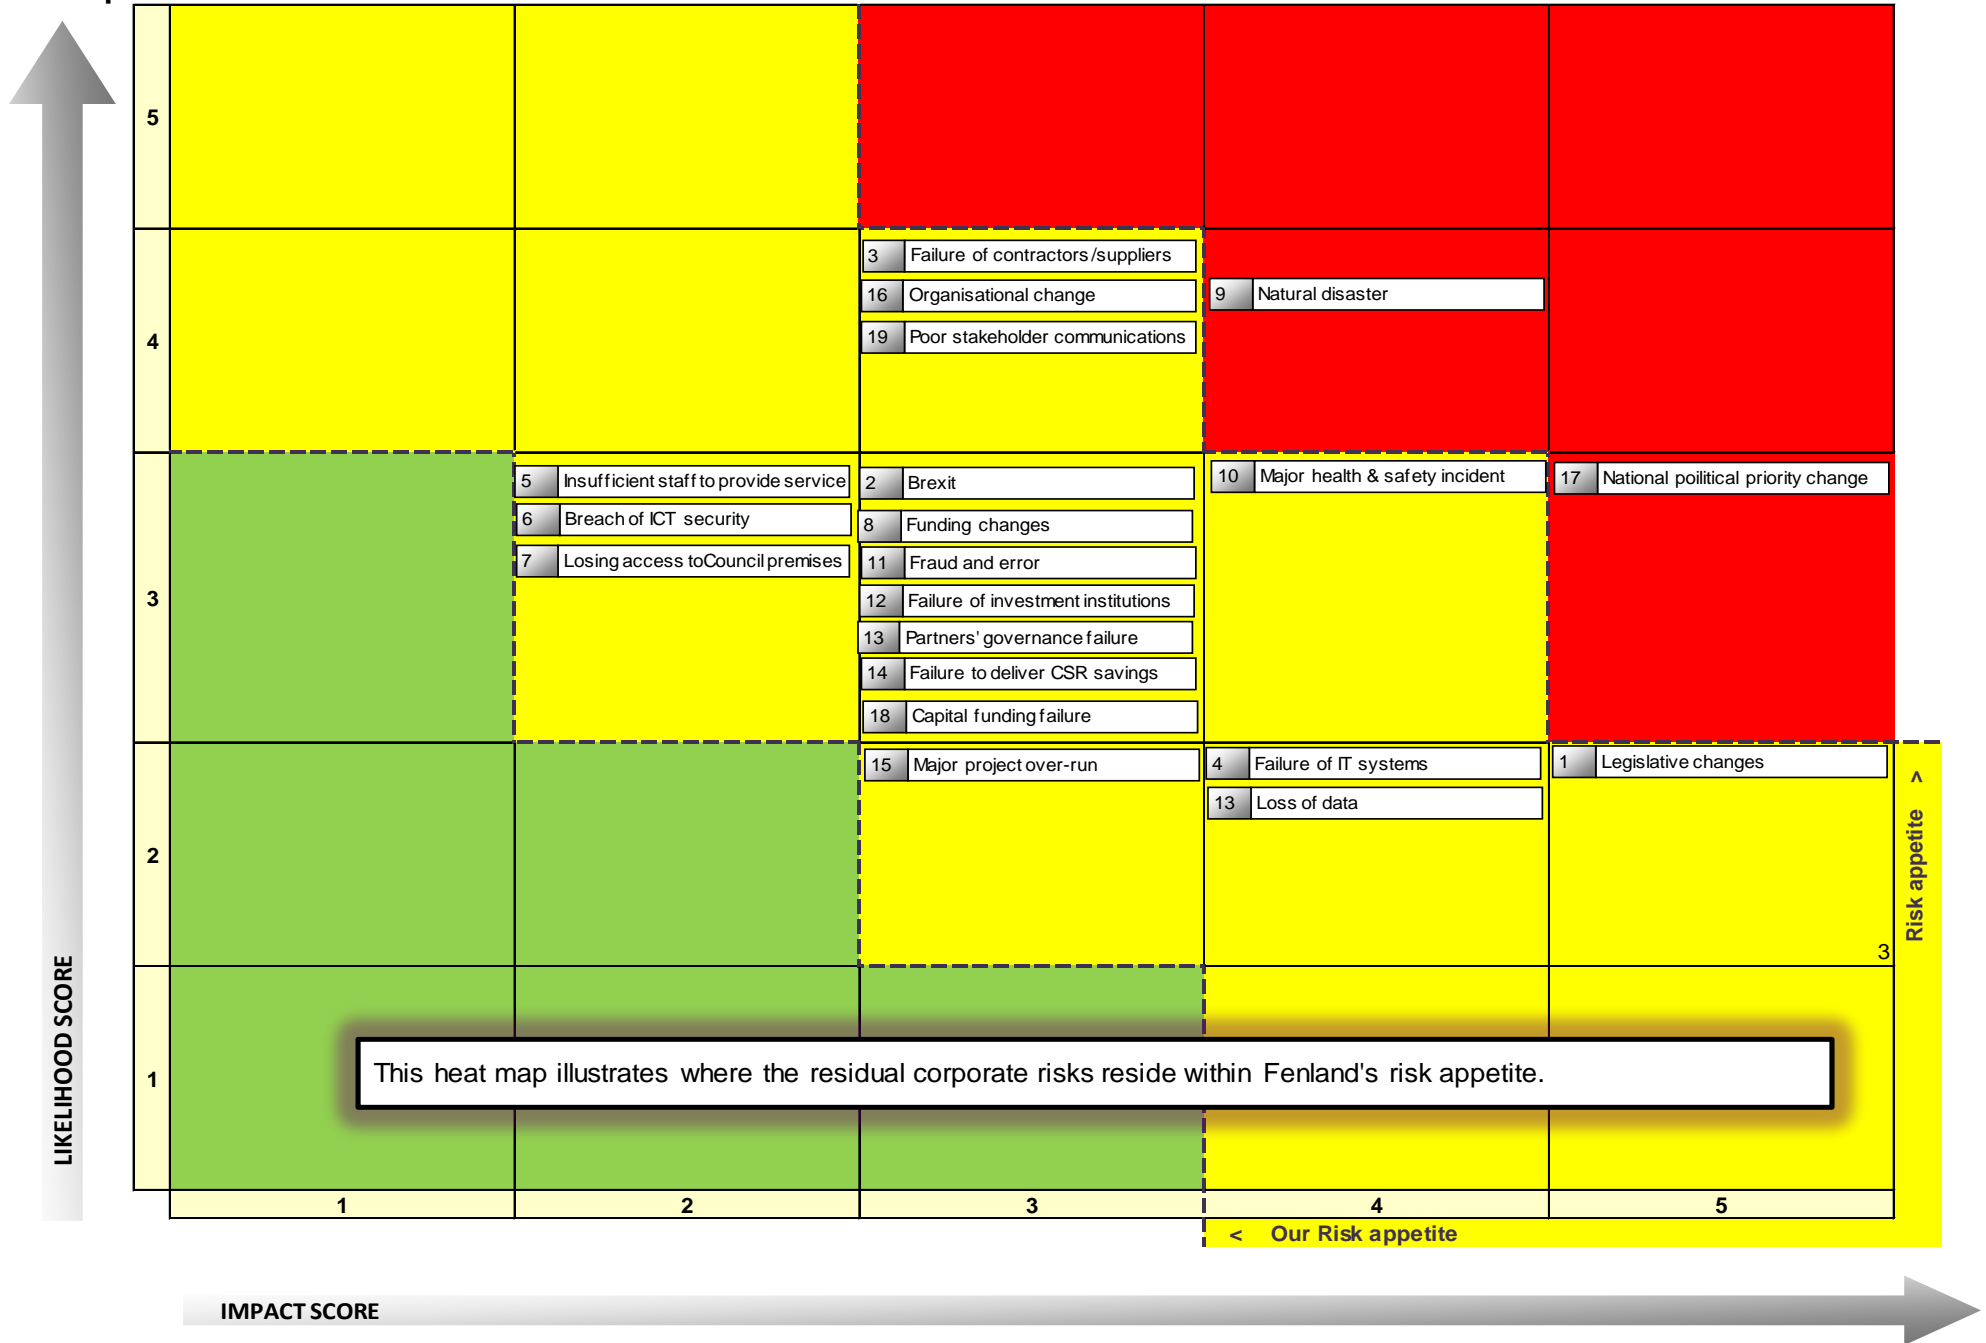 5
4
3 Failure of contractors/suppliers
16 Organisational change
19 Poor stakeholder communications
9 Natural disaster
3
5 Insufficient staff to provide service
6 Breach of ICT security
7 Losing access toCouncil premises
2 Brexit
8 Funding changes
11 Fraud and error
12 Failure of investment institutions
13 Partners' governance failure
14 Failure to deliver CSR savings
18 Capital funding failure
10 Major health & safety incident
17 National poilitical priority change
2
15 Major project over-run
4 Failure of IT systems
13 Loss of data
1 Legislative changes
3
Risk appetite >
1
This heat map illustrates where the residual corporate risks reside within Fenland's risk appetite.
1 2 3 4 5
< Our Risk appetite
LIKELIHOOD SCORE
IMPACT SCORE